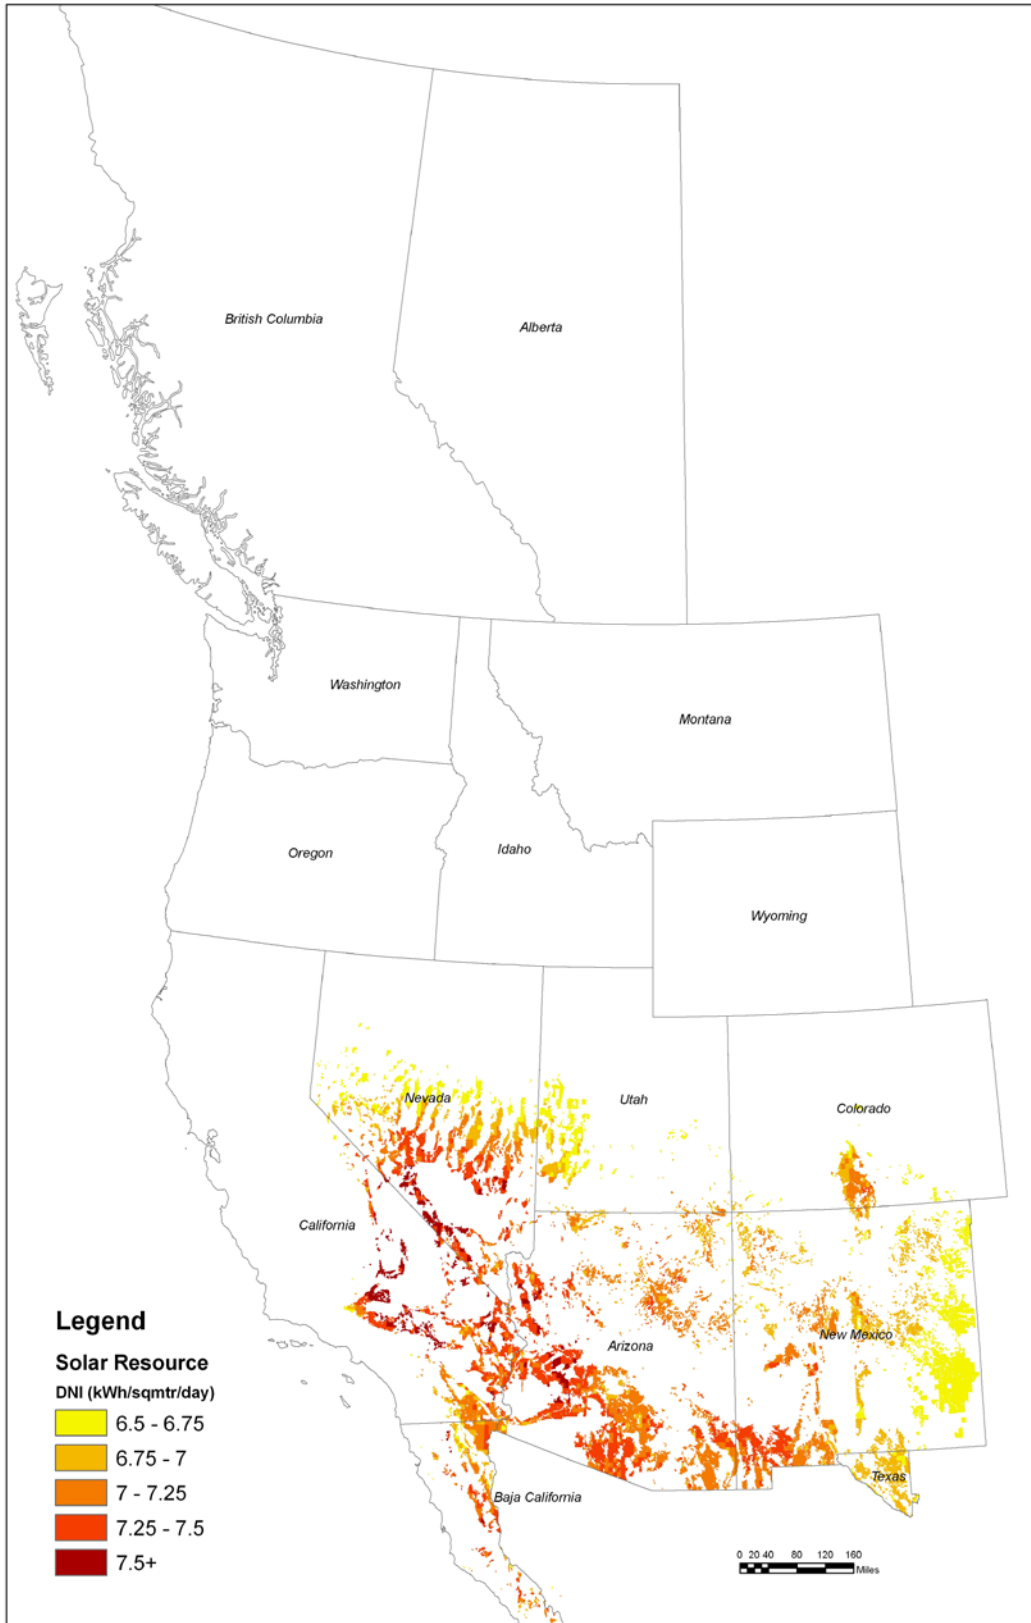 British Columbia
Alberta
Washington
Montana
Oregon
Idaho
Wyoming
Nevada
Utah
Colorado
California
Arizona
New Mexico
Texas
Baja California
Legend
Solar Resource
DNI (kWh/sqmtr/day)
6.5 - 6.75
6.75 - 7
7 - 7.25
7.25 - 7.5
7.5+
0 20 40 80 120 160
Miles